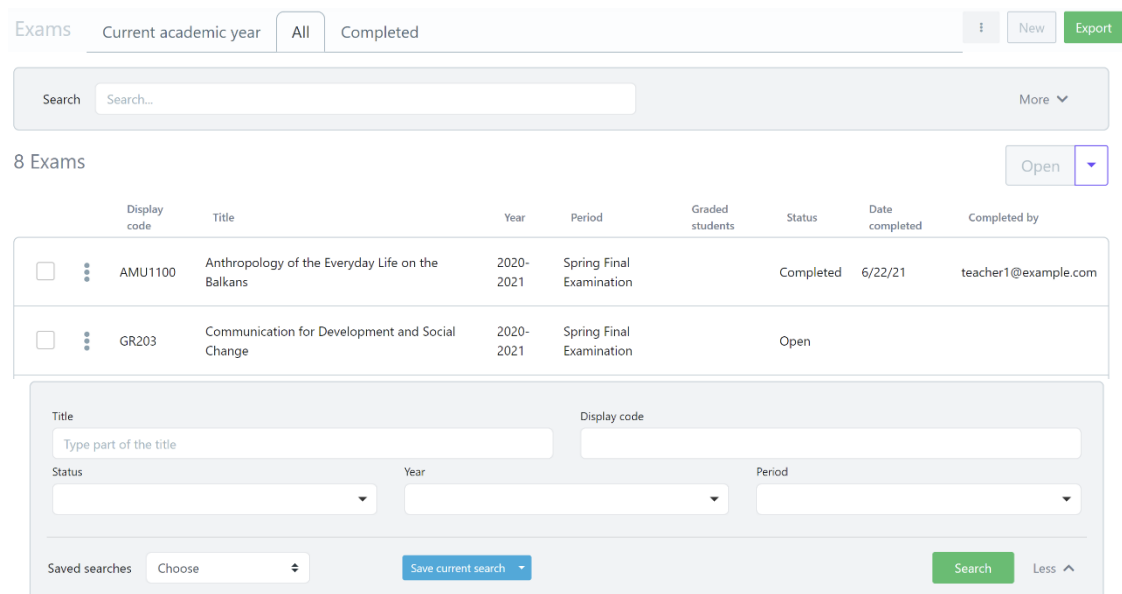 Exams Current academic year All Completed New Export
Search Search... More
8 Exams Open
Display code Title Year Period Graded students Status Date completed Completed by
AMU1100 Anthropology of the Everyday Life on the Balkans 2020-2021 Spring Final Examination Completed 6/22/21 teacher1@example.com
GR203 Communication for Development and Social Change 2020-2021 Spring Final Examination Open
Title Display code
Type part of the title
Status Year Period
Saved searches Choose Save current search Search Less